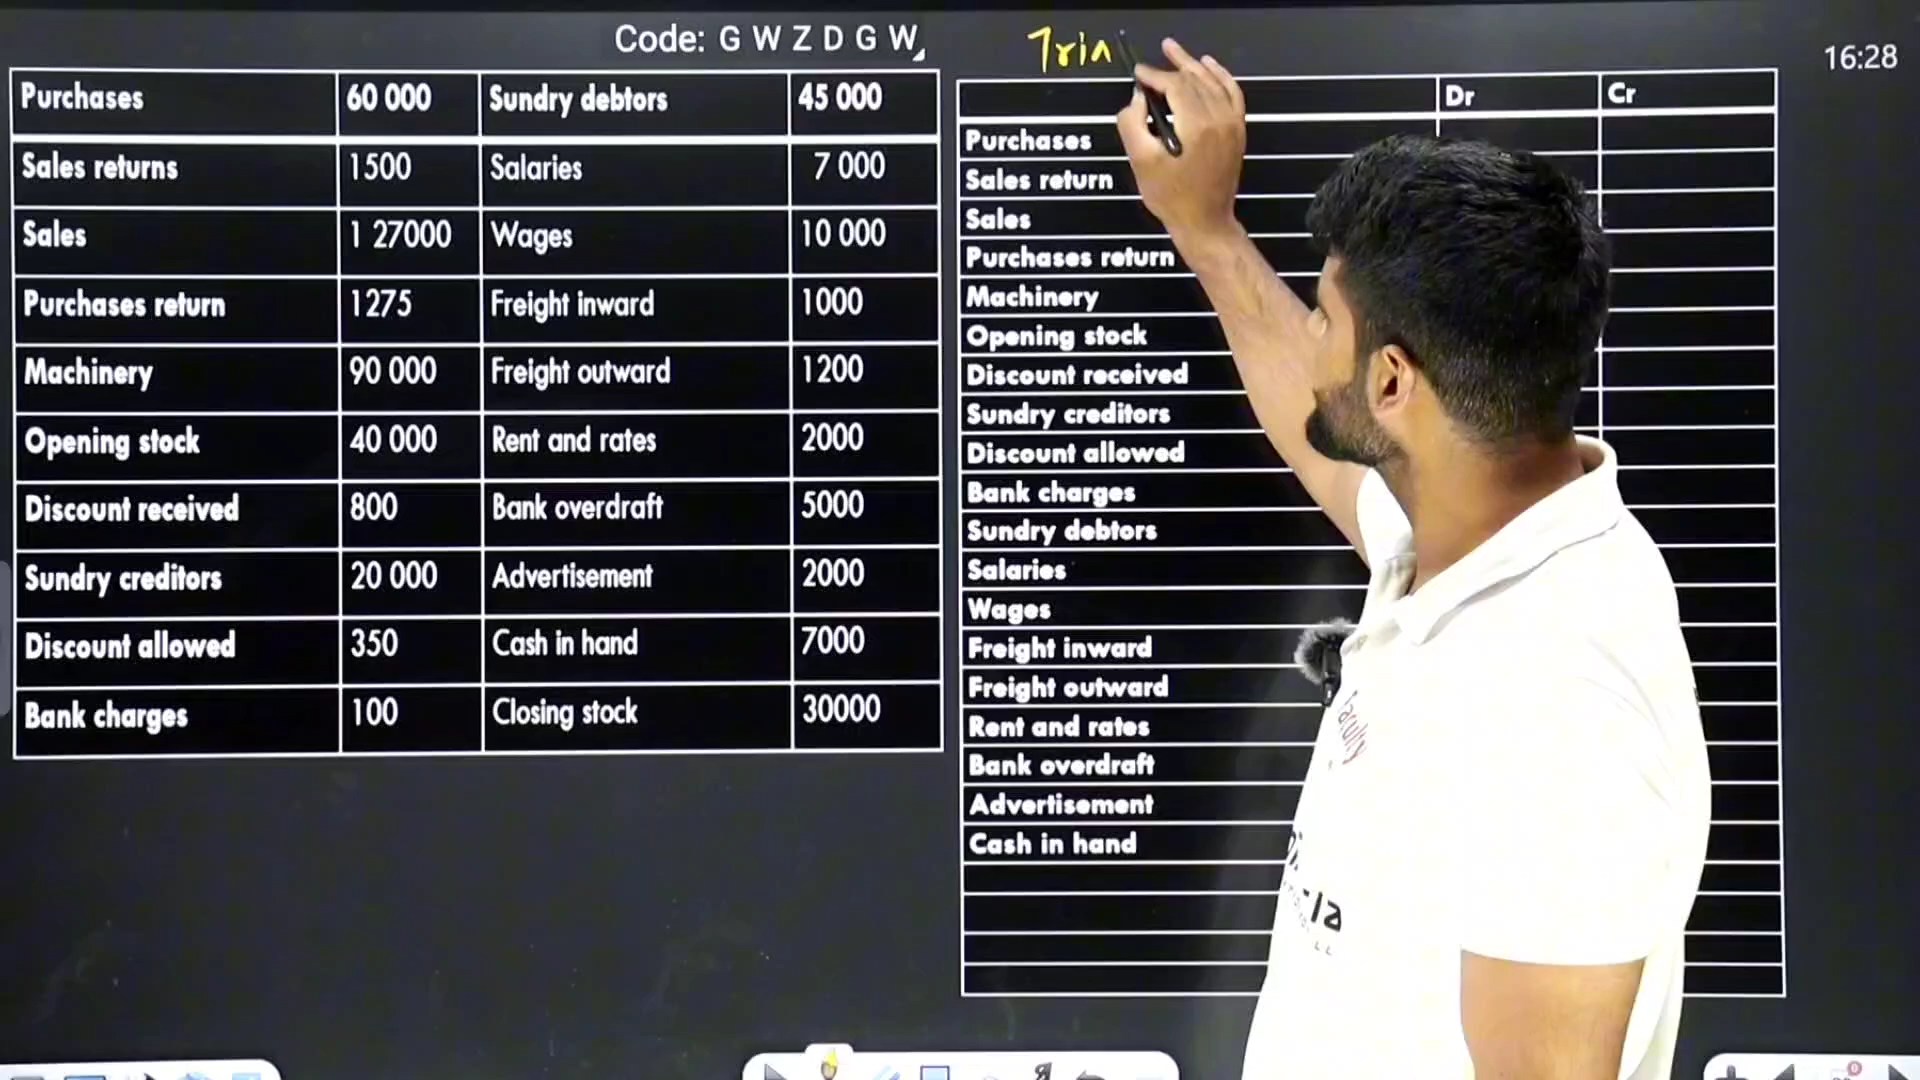 Code: G W Z D G W
Tria
16:28
Purchases 60 000 Sundry debtors 45 000
Sales returns 1500 Salaries 7 000
Sales 1 27000 Wages 10 000
Purchases return 1275 Freight inward 1000
Machinery 90 000 Freight outward 1200
Opening stock 40 000 Rent and rates 2000
Discount received 800 Bank overdraft 5000
Sundry creditors 20 000 Advertisement 2000
Discount allowed 350 Cash in hand 7000
Bank charges 100 Closing stock 30000
Dr Cr
Purchases
Sales return
Sales
Purchases return
Machinery
Opening stock
Discount received
Sundry creditors
Discount allowed
Bank charges
Sundry debtors
Salaries
Wages
Freight inward
Freight outward
Rent and rates
Bank overdraft
Advertisement
Cash in hand